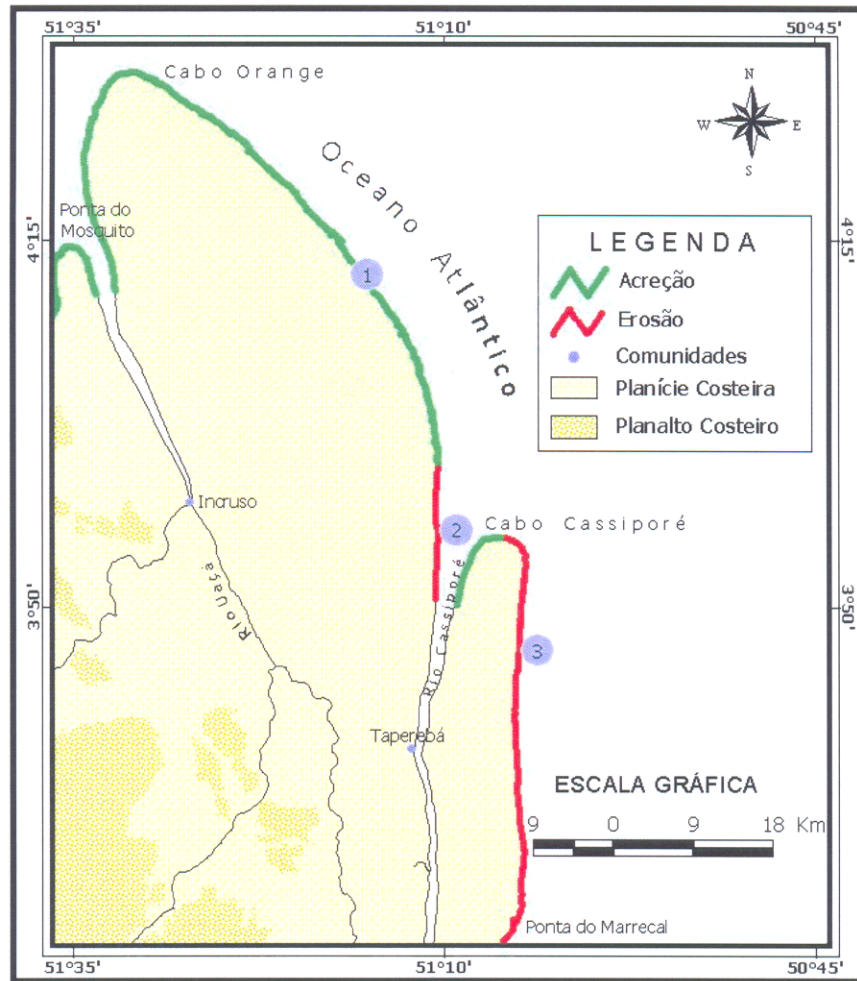 51°35' 51°10' 50°45'
Cabo Orange
N
W E
S
Oceano Atlântico
Ponta do
Mosquito
4°15' 4°15'
1
LEGENDA
Acreção
Erosão
Comunidades
Planície Costeira
Planalto Costeiro
Incruso
2
Cabo Cassiporé
Rio Uaçá
Rio Cassiporé
3°50' 3°50'
3
Taperebá
ESCALA GRÁFICA
9 0 9 18 Km
Ponta do Marrecal
51°35' 51°10' 50°45'